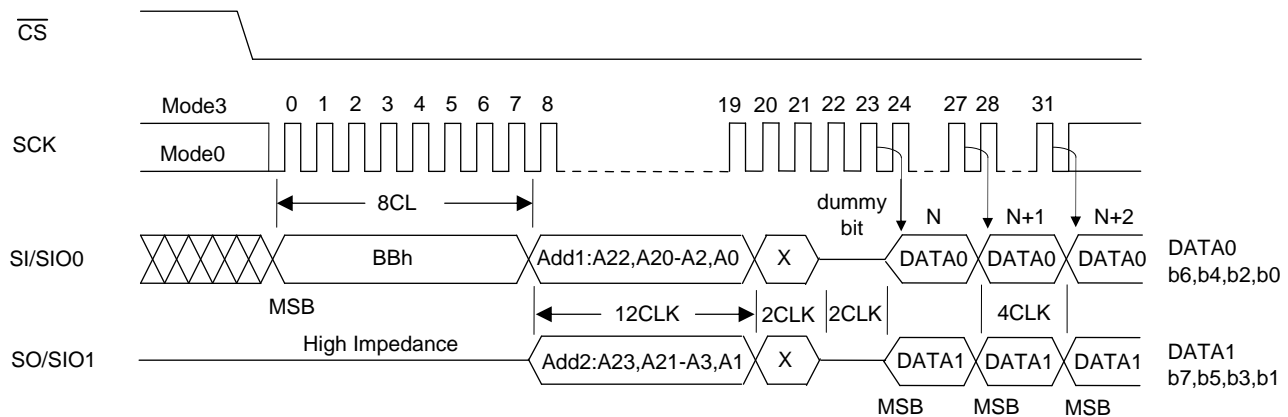 CS
Mode3
0 1 2 3 4 5 6 7 8 19 20 21 22 23 24 27 28 31
SCK
Mode0
8CL
dummy
bit
N N+1 N+2
SI/SIO0
BBh
Add1:A22,A20-A2,A0
X
DATA0 DATA0 DATA0
DATA0
b6,b4,b2,b0
MSB
12CLK 2CLK 2CLK 4CLK
High Impedance
SO/SIO1
Add2:A23,A21-A3,A1
X
DATA1 DATA1 DATA1
DATA1
b7,b5,b3,b1
MSB MSB MSB